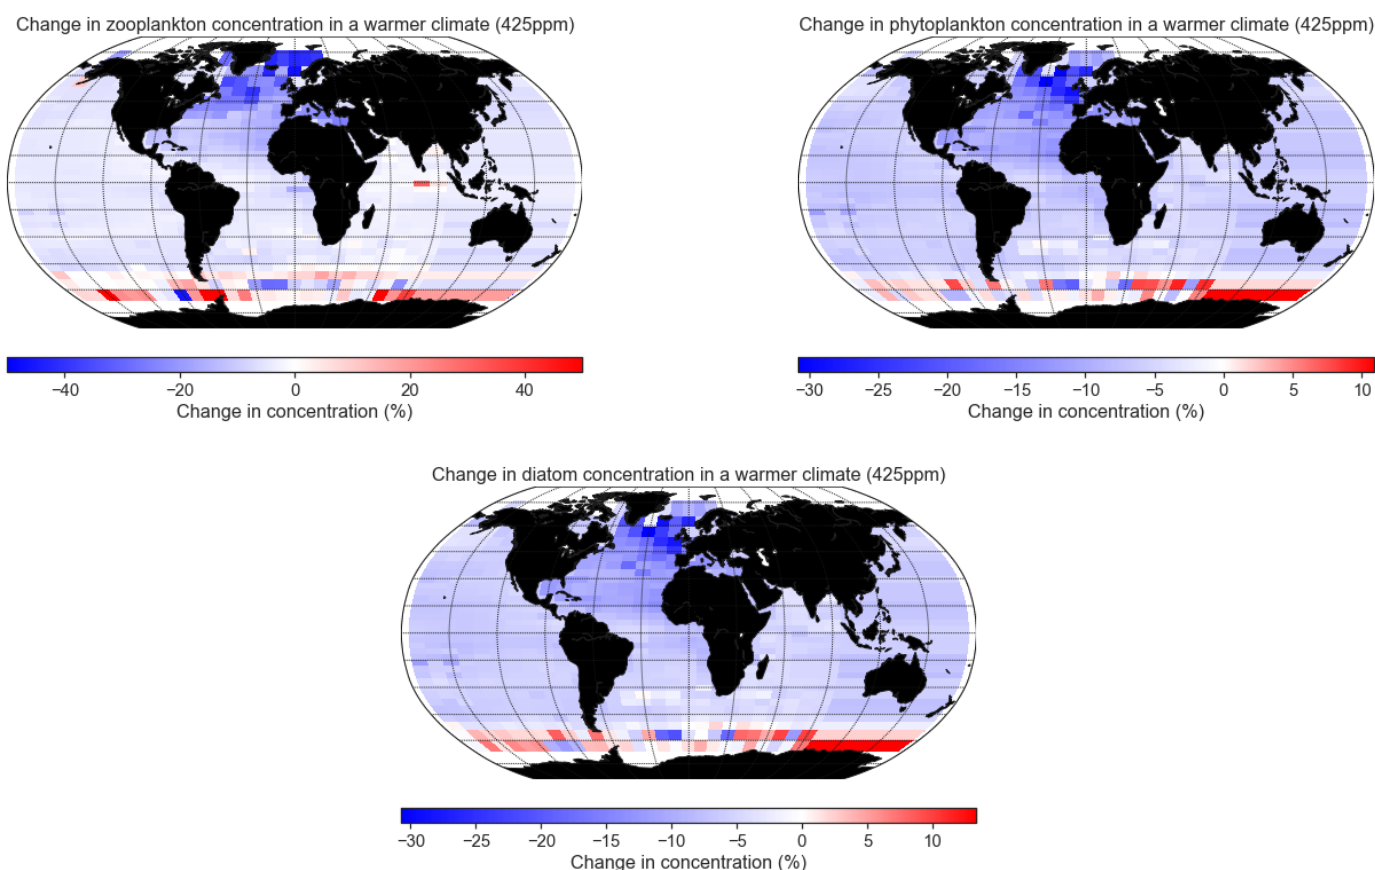 Change in zooplankton concentration in a warmer climate (425ppm)
−40 −20 0 20 40
Change in concentration (%)
Change in phytoplankton concentration in a warmer climate (425ppm)
−30 −25 −20 −15 −10 −5 0 5 10
Change in concentration (%)
Change in diatom concentration in a warmer climate (425ppm)
−30 −25 −20 −15 −10 −5 0 5 10
Change in concentration (%)